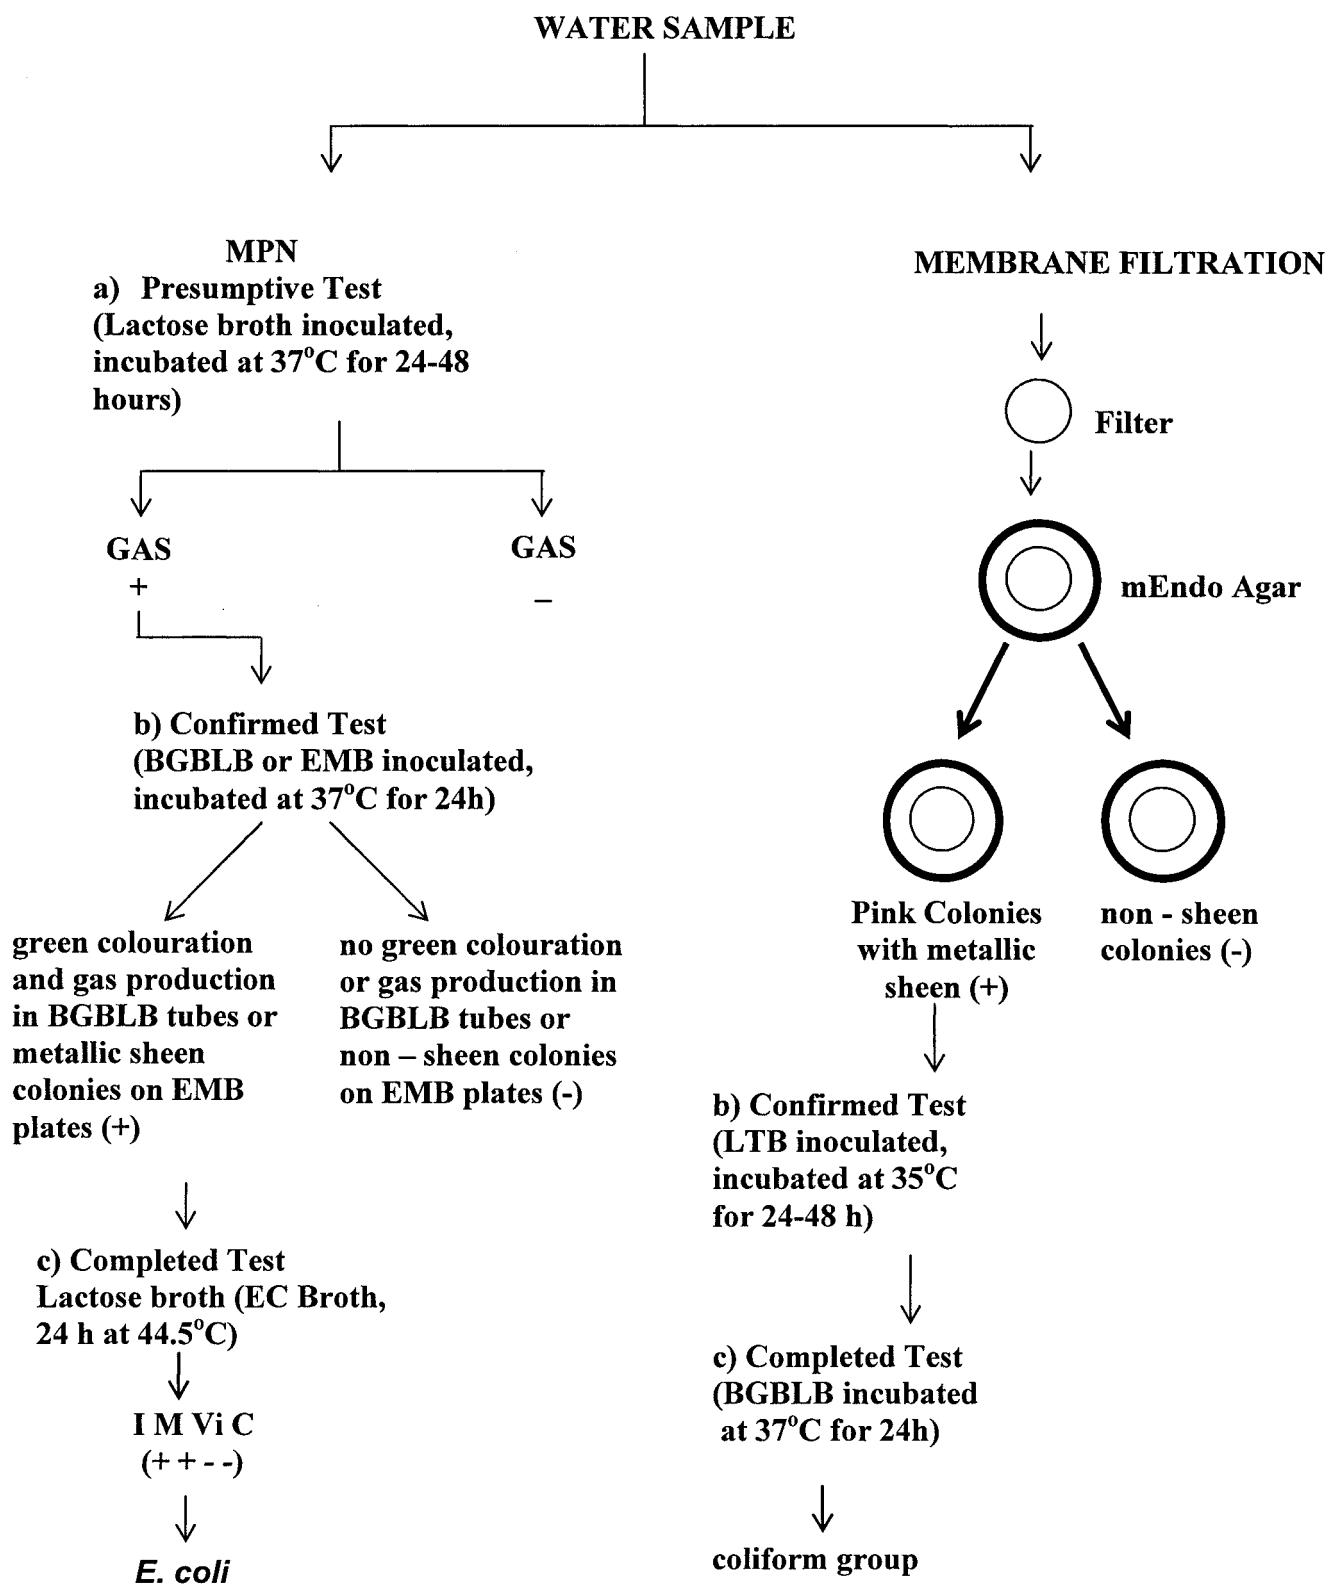 WATER SAMPLE
MPN
a) Presumptive Test
(Lactose broth inoculated,
incubated at 37°C for 24-48
hours)
GAS
+
GAS
–
b) Confirmed Test
(BGBLB or EMB inoculated,
incubated at 37°C for 24h)
green colouration
and gas production
in BGBLB tubes or
metallic sheen
colonies on EMB
plates (+)
no green colouration
or gas production in
BGBLB tubes or
non – sheen colonies
on EMB plates (-)
c) Completed Test
Lactose broth (EC Broth,
24 h at 44.5°C)
I M Vi C
(+ + - -)
E. coli
MEMBRANE FILTRATION
Filter
mEndo Agar
Pink Colonies
with metallic
sheen (+)
non - sheen
colonies (-)
b) Confirmed Test
(LTB inoculated,
incubated at 35°C
for 24-48 h)
c) Completed Test
(BGBLB incubated
at 37°C for 24h)
coliform group